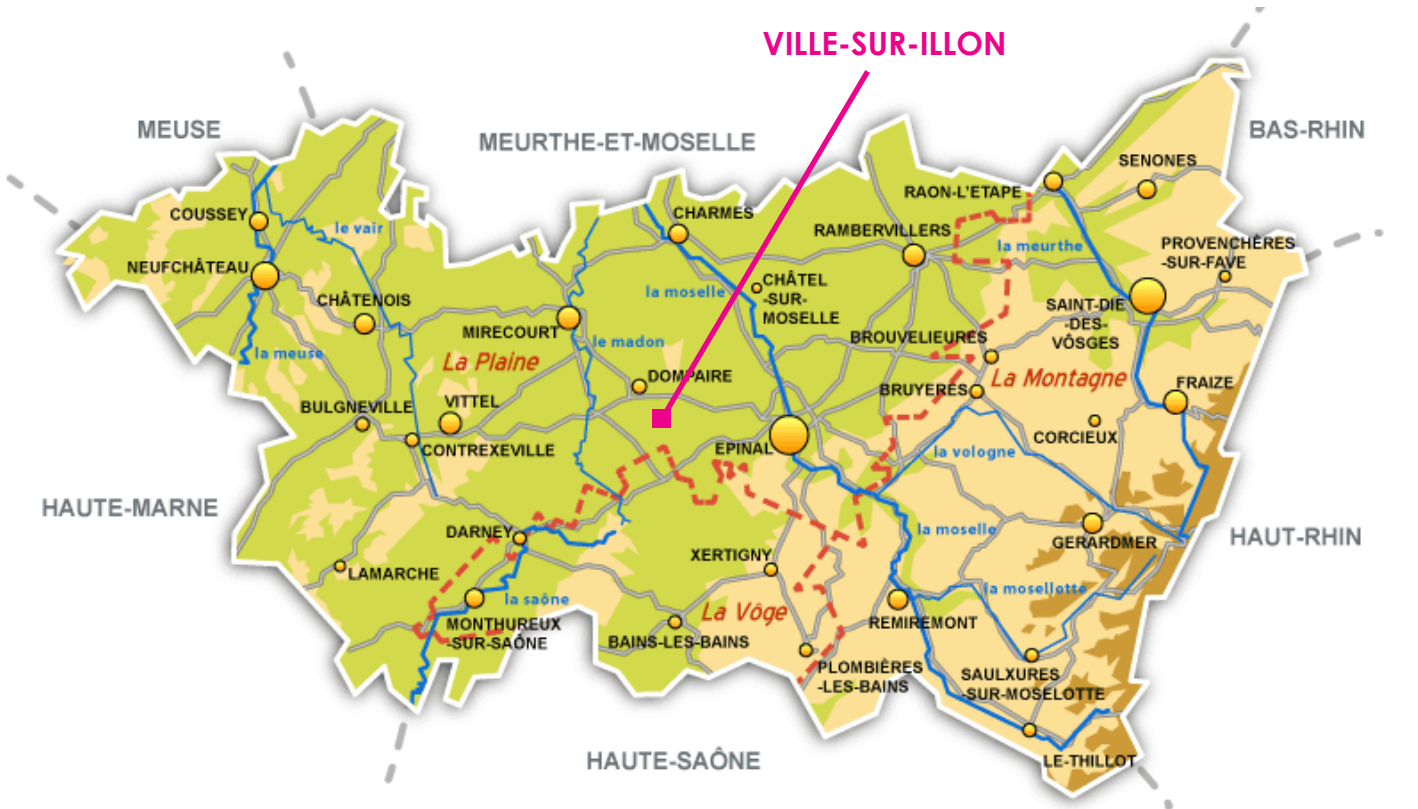 VILLE-SUR-ILLON
MEUSE
MEURTHE-ET-MOSELLE
BAS-RHIN
SENONES
RAON-L'ETAPE
COUSSEY
CHARMES
le vair
RAMBERVILLERS
la meurthe
PROVENCHÈRES
-SUR-FAVE
NEUFCHÂTEAU
CHÂTEL
-SUR-
MOSELLE
la moselle
CHÂTENOIS
SAINT-DIE
-DES-
VÔSGES
MIRECOURT
le madon
BROUVELIEURES
la meuse
La Plaine
DOMPAIRE
La Montagne
BRUYERES
FRAIZE
BULGNEVILLE
VITTEL
CORCIEUX
CONTREXEVILLE
EPINAL
la vologne
HAUTE-MARNE
DARNEY
la moselle
GERARDMER
HAUT-RHIN
XERTIGNY
LAMARCHE
la saône
La Vôge
la mosellotte
MONTHUREUX
-SUR-SAÔNE
BAINS-LES-BAINS
REMIREMONT
PLOMBIÈRES
-LES-BAINS
SAULXURES
-SUR-MOSELOTTE
HAUTE-SAÔNE
LE-THILLOT